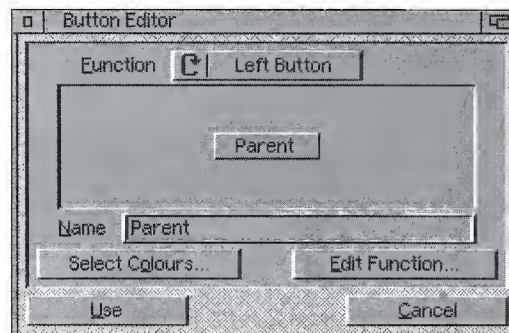 Button Editor
Function Left Button
Parent
Name Parent
Select Colours... Edit Function...
Use Cancel